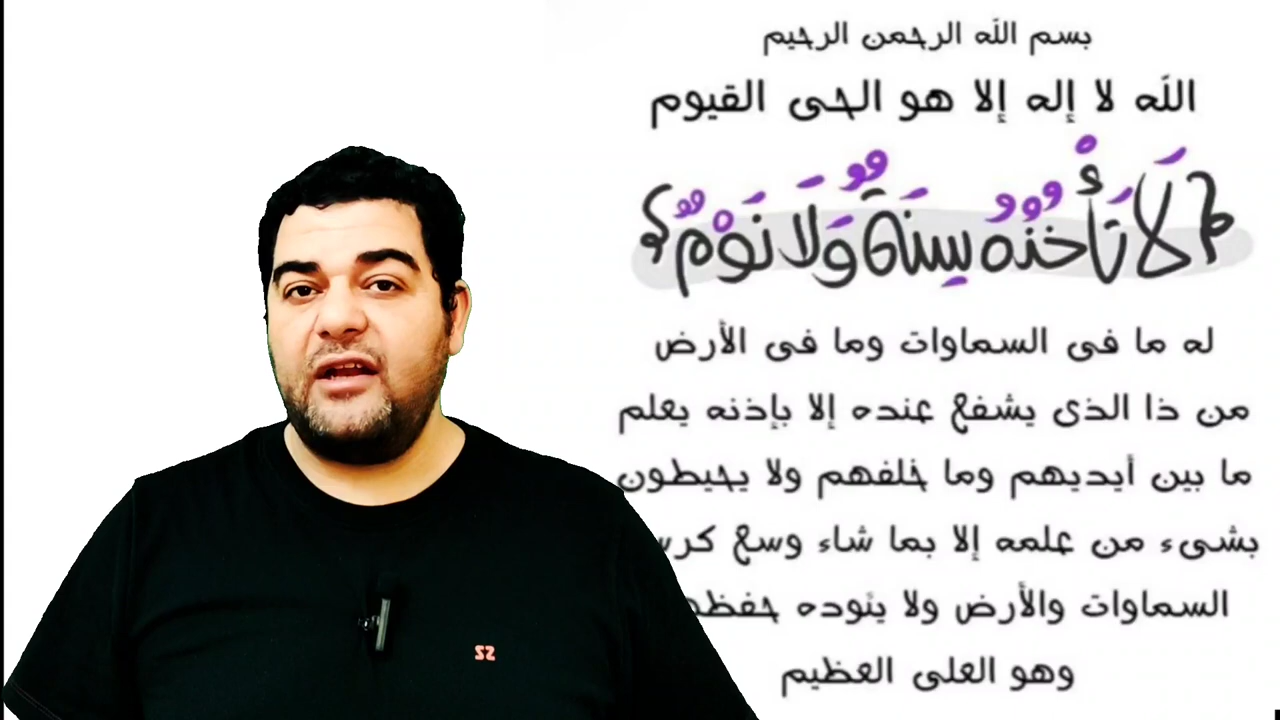 بسم الله الرحمن الرحيم
الله لا إله إلا هو الحى القيوم
{لَا تَأْخُذُهُ سِنَةٌ وَلَا نَوْمٌ}
له ما فى السماوات وما فى الأرض
من ذا الذى يشفع عنده إلا بإذنه يعلم
ما بين أيديهم وما خلفهم ولا يحيطون
بشىء من علمه إلا بما شاء وسع
السماوات والأرض ولا يئوده
وهو العلى العظيم